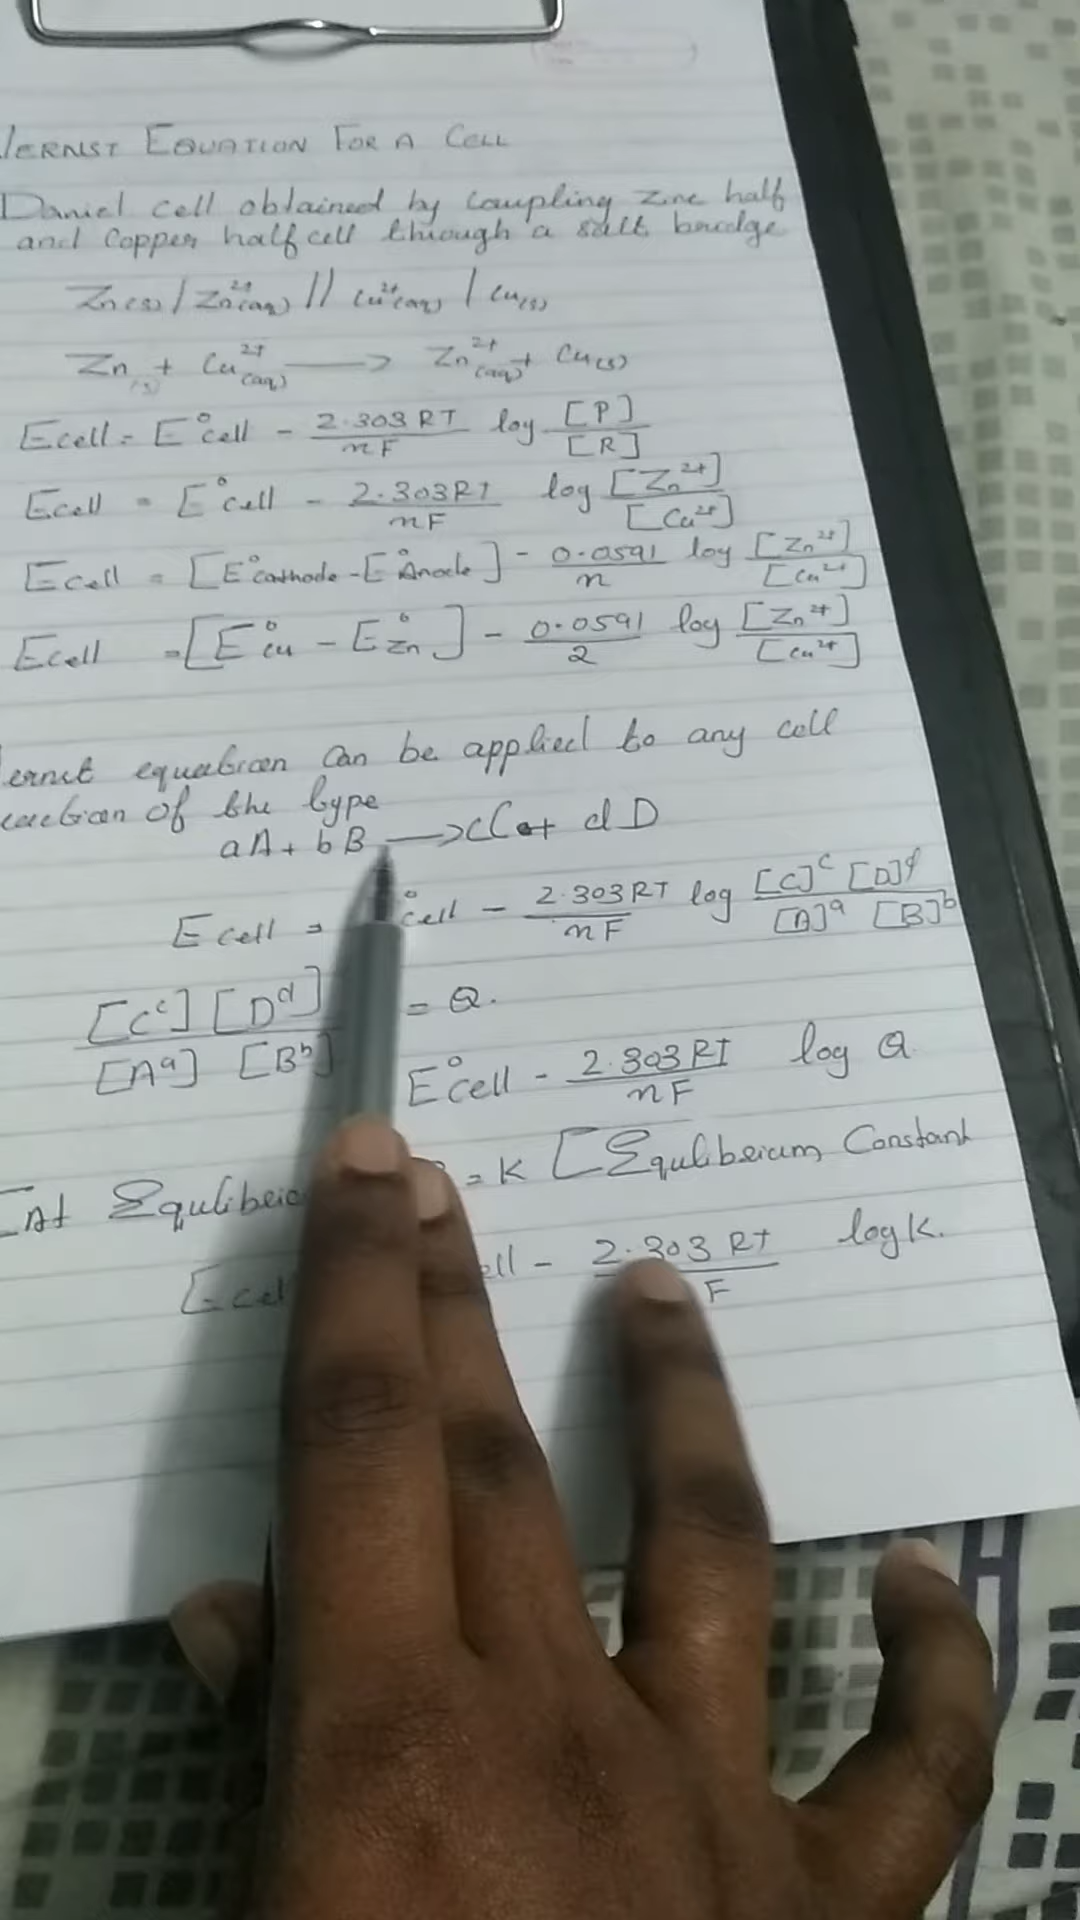 NERNST EQUATION FOR A CELL
Daniel cell obtained by Coupling Zinc half
and Copper half cell through a salt bridge
Zn(s) / Zn²⁺(aq) // Cu²⁺(aq) / Cu(s)
Zn(s) + Cu²⁺(aq) ⟶ Zn²⁺(aq) + Cu(s)
Ecell = E°cell - 2.303 RT / nF log [P] / [R]
Ecell = E°cell - 2.303RT / nF log [Zn²⁺] / [Cu²⁺]
Ecell = [E°cathode - E°Anode] - 0.0591 / n log [Zn²⁺] / [Cu²⁺]
Ecell = [E°Cu - E°Zn] - 0.0591 / 2 log [Zn²⁺] / [Cu²⁺]
ernst equation can be applied to any cell
of the type
aA + bB ⟶ cC + dD
Ecell = °cell - 2.303RT / nF log [C]ᶜ [D]ᵈ / [A]ᵃ [B]ᵇ
[Cᶜ] [Dᵈ] / [Aᵃ] [Bᵇ] = Q.
E°cell - 2.303RT / nF log Q
[At = K [Equlibrium Constant
ell - 2.303 RT / F log K.